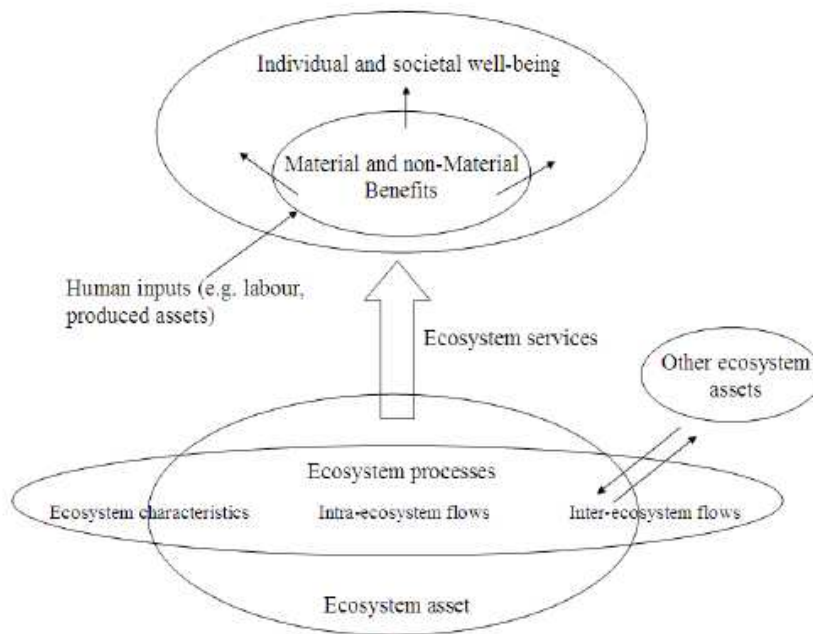 Individual and societal well-being
Material and non-Material
Benefits
Human inputs (e.g. labour,
produced assets)
Ecosystem services
Other ecosystem
assets
Ecosystem processes
Ecosystem characteristics
Intra-ecosystem flows
Inter-ecosystem flows
Ecosystem asset